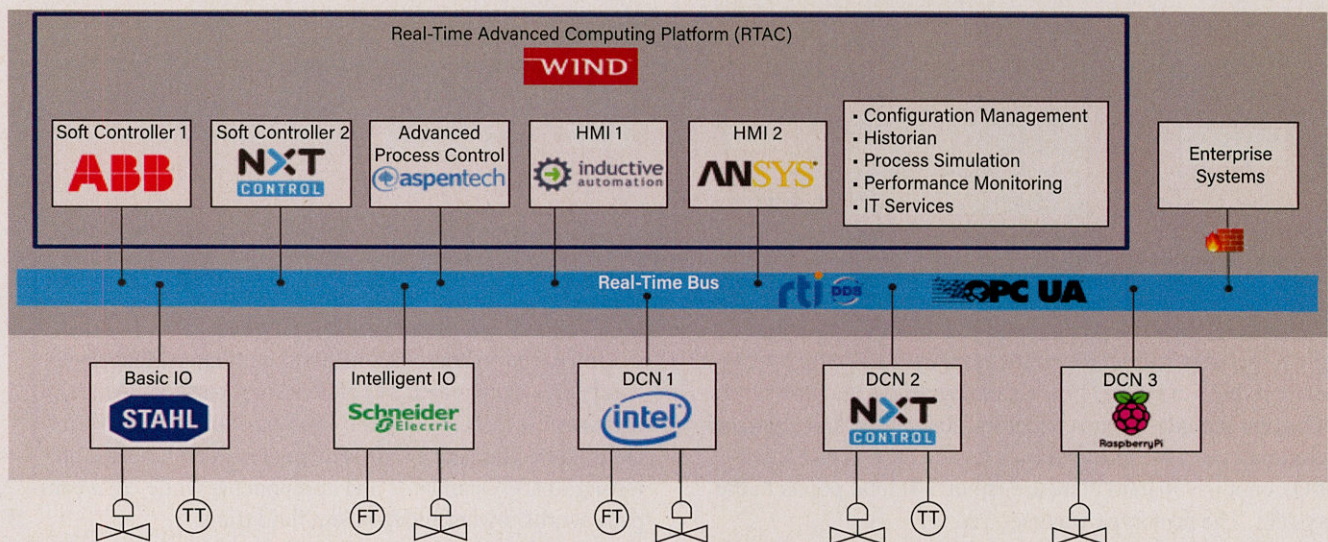 Real-Time Advanced Computing Platform (RTAC)
WIND
Soft Controller 1
ABB
Soft Controller 2
NXT
CONTROL
Advanced
Process Control
aspentech
HMI 1
inductive
automation
HMI 2
ANSYS
▪ Configuration Management
▪ Historian
▪ Process Simulation
▪ Performance Monitoring
▪ IT Services
Enterprise
Systems
Real-Time Bus
rti
DDS
OPC UA
Basic IO
STAHL
Intelligent IO
Schneider
Electric
DCN 1
intel
DCN 2
NXT
CONTROL
DCN 3
RaspberryPi
TT
FT
FT
TT